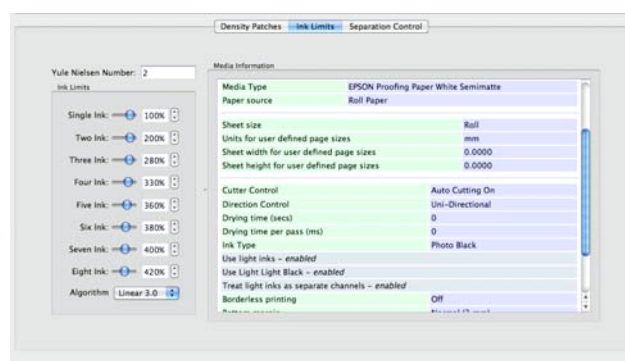 Density Patches Ink Limits Separation Control
Yule Nielsen Number: 2
Ink Limits
Single Ink: 100%
Two Ink: 200%
Three Ink: 280%
Four Ink: 330%
Five Ink: 360%
Six Ink: 380%
Seven Ink: 400%
Eight Ink: 420%
Algorithm Linear 3.0
Media Information
Media Type EPSON Proofing Paper White Semimatte
Paper source Roll Paper
Sheet size Roll
Units for user defined page sizes mm
Sheet width for user defined page sizes 0.0000
Sheet height for user defined page sizes 0.0000
Cutter Control Auto Cutting On
Direction Control Uni-Directional
Drying time (secs) 0
Drying time per pass (ms) 0
Ink Type Photo Black
Use light inks - enabled
Use Light Light Black - enabled
Treat light inks as separate channels - enabled
Borderless printing Off